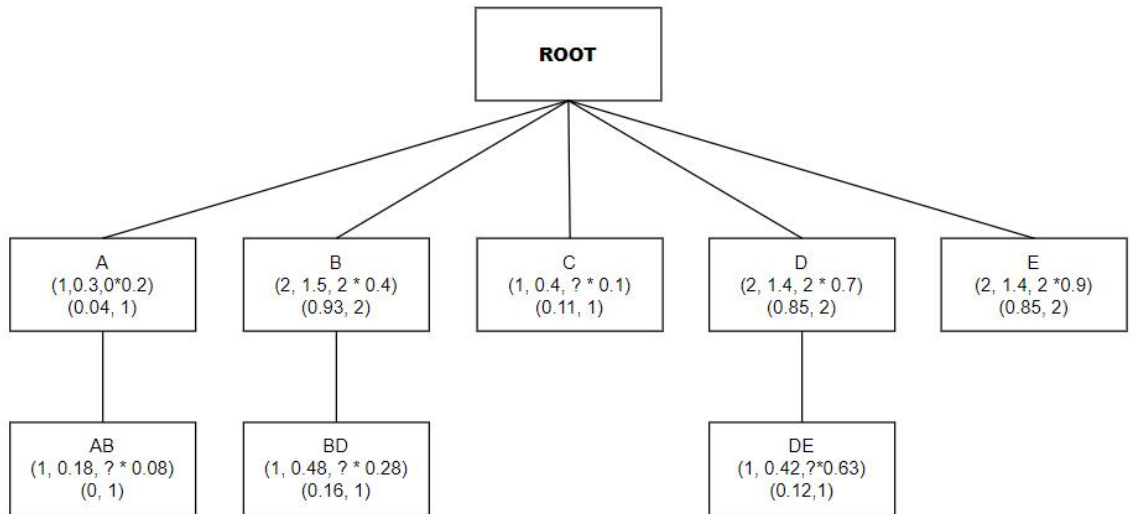 ROOT
A
(1,0.3,0*0.2)
(0.04, 1)
B
(2, 1.5, 2 * 0.4)
(0.93, 2)
C
(1, 0.4, ? * 0.1)
(0.11, 1)
D
(2, 1.4, 2 * 0.7)
(0.85, 2)
E
(2, 1.4, 2 *0.9)
(0.85, 2)
AB
(1, 0.18, ? * 0.08)
(0, 1)
BD
(1, 0.48, ? * 0.28)
(0.16, 1)
DE
(1, 0.42,?*0.63)
(0.12,1)